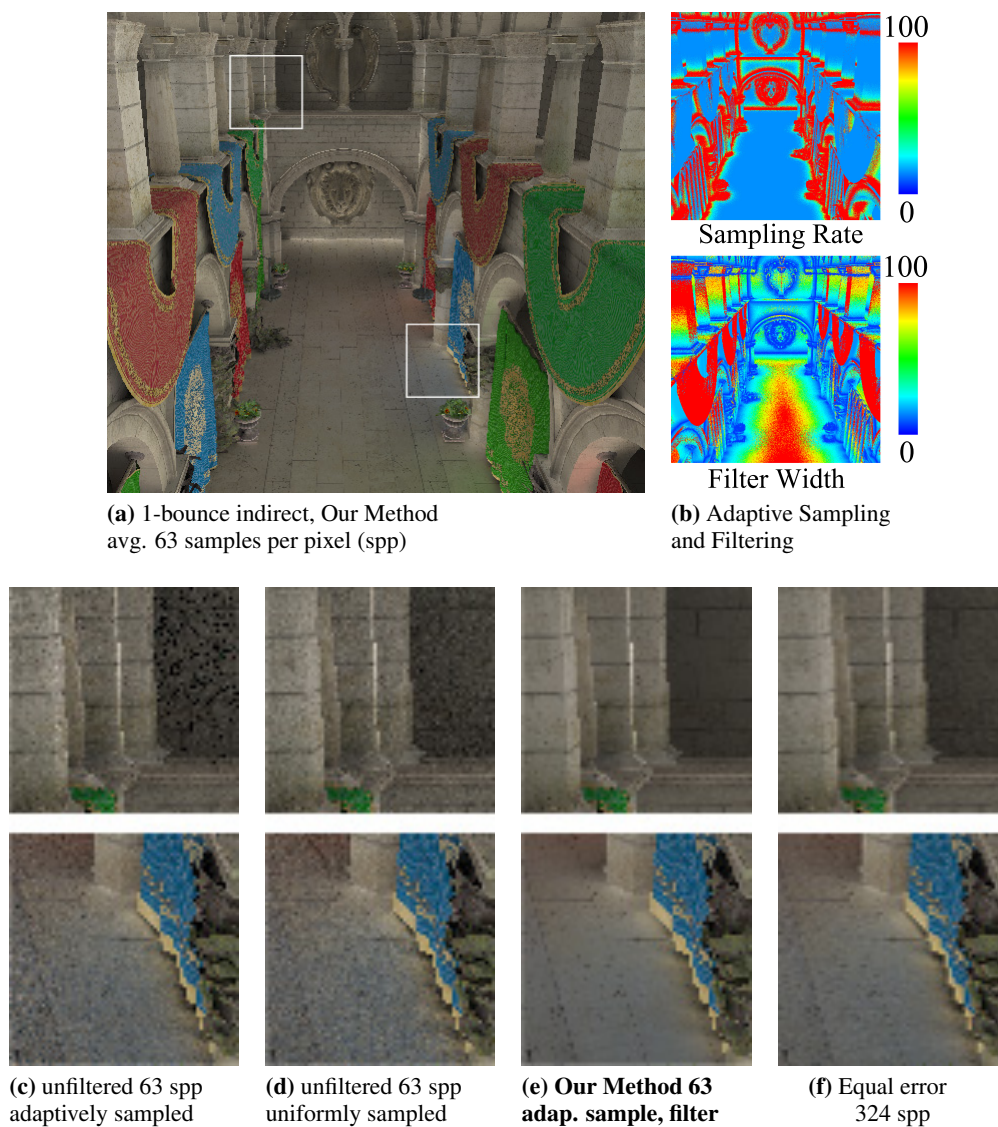 100
0
Sampling Rate
100
0
Filter Width
(a) 1-bounce indirect, Our Method
avg. 63 samples per pixel (spp)
(b) Adaptive Sampling
and Filtering
(c) unfiltered 63 spp
adaptively sampled
(d) unfiltered 63 spp
uniformly sampled
(e) Our Method 63
adap. sample, filter
(f) Equal error
324 spp